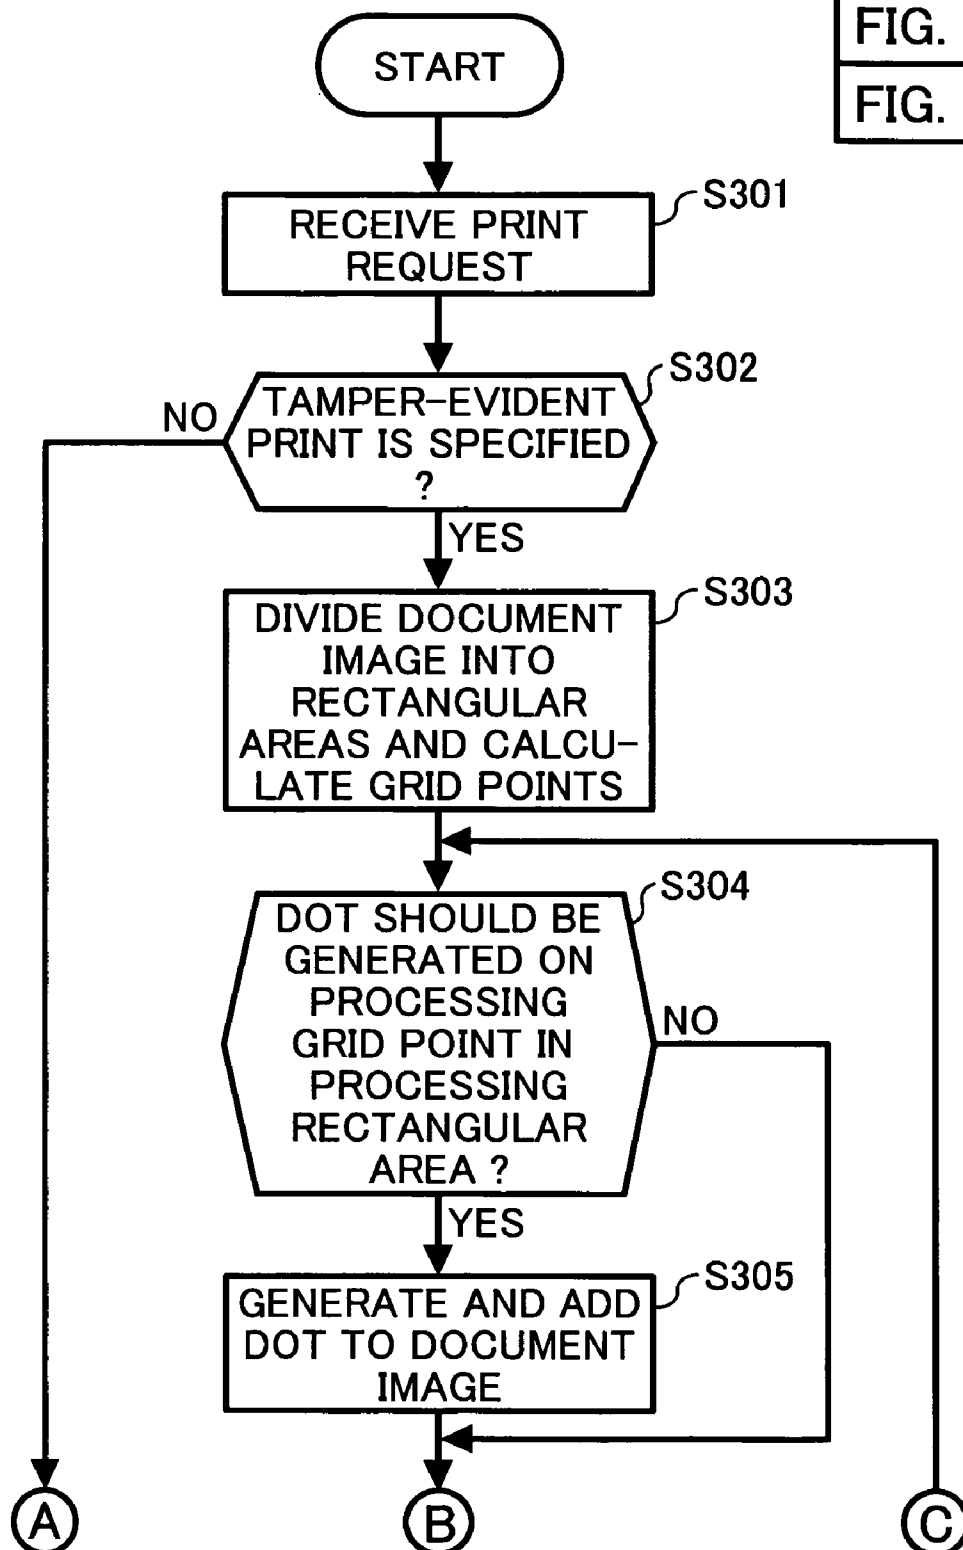 FIG.
FIG.
START
S301
RECEIVE PRINT
REQUEST
S302
NO
TAMPER-EVIDENT
PRINT IS SPECIFIED
?
YES
S303
DIVIDE DOCUMENT
IMAGE INTO
RECTANGULAR
AREAS AND CALCU-
LATE GRID POINTS
S304
DOT SHOULD BE
GENERATED ON
PROCESSING
GRID POINT IN
PROCESSING
RECTANGULAR
AREA ?
NO
YES
S305
GENERATE AND ADD
DOT TO DOCUMENT
IMAGE
A
B
C